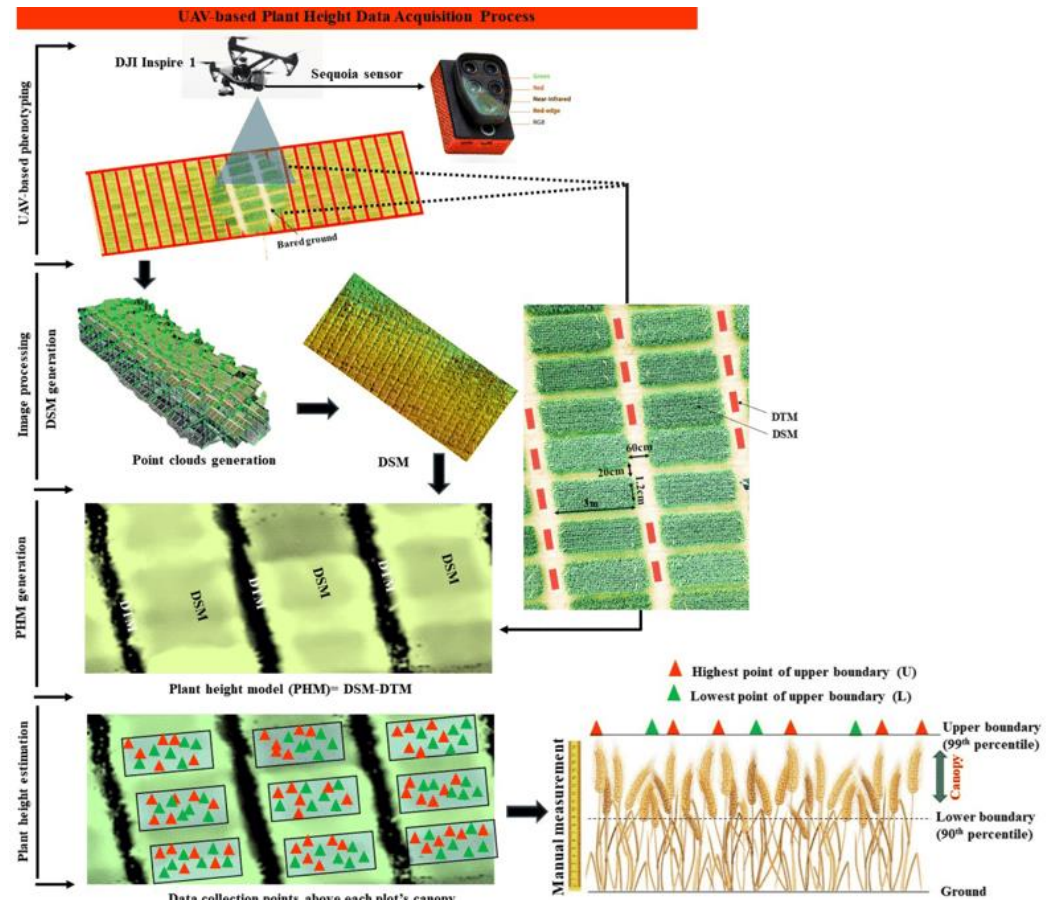 UAV-based Plant Height Data Acquisition Process
UAV-based phenotyping
DJI Inspire 1
Sequoia sensor
Green
Red
Near-infrared
Red-edge
RGB
Bared ground
Image processing
DSM generation
Point clouds generation
DSM
DTM
DSM
60cm
20cm
1.2cm
3m
PHM generation
DTM
DSM
DTM
DSM
DTM
DSM
Plant height model (PHM)= DSM-DTM
Highest point of upper boundary (U)
Lowest point of upper boundary (L)
Plant height estimation
Data collection points above each plot's canopy
Manual measurement
Upper boundary
(99th percentile)
Canopy
Lower boundary
(90th percentile)
Ground